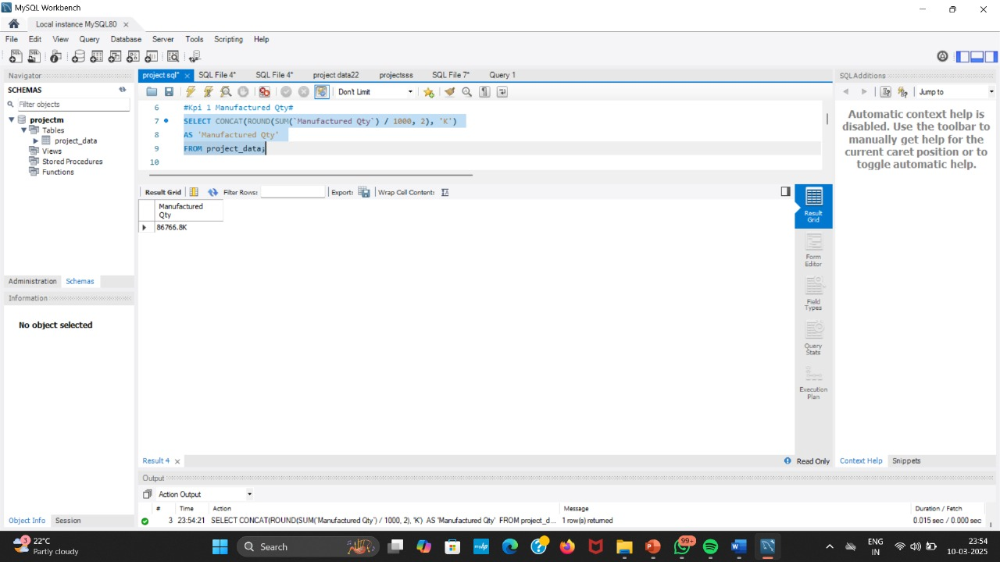 MySQL Workbench
Local instance MySQL80
File Edit View Query Database Server Tools Scripting Help
Navigator
SCHEMAS
Filter objects
projectm
Tables
project_data
Views
Stored Procedures
Functions
Administration Schemas
Information
No object selected
Object Info Session
project sql* SQL File 4* SQL File 4* project data22 projectsss SQL File 7* Query 1
Don't Limit
6 #Kpi 1 Manufactured Qty#
7 SELECT CONCAT(ROUND(SUM(`Manufactured Qty`) / 1000, 2), 'K')
8 AS 'Manufactured Qty'
9 FROM project_data;
10
Result Grid Filter Rows: Export: Wrap Cell Content:
Manufactured
Qty
86766.8K
Result
Grid
Form
Editor
Field
Types
Query
Stats
Execution
Plan
Result 4
Read Only
Output
Action Output
# Time Action Message Duration / Fetch
3 23:54:21 SELECT CONCAT(ROUND(SUM(`Manufactured Qty`) / 1000, 2), 'K') AS 'Manufactured Qty' FROM project_d... 1 row(s) returned 0.015 sec / 0.000 sec
SQLAdditions
Jump to
Automatic context help is
disabled. Use the toolbar to
manually get help for the
current caret position or to
toggle automatic help.
Context Help Snippets
3
22°C
Partly cloudy
Search
myhp
99+
ENG
IN
23:54
10-03-2025